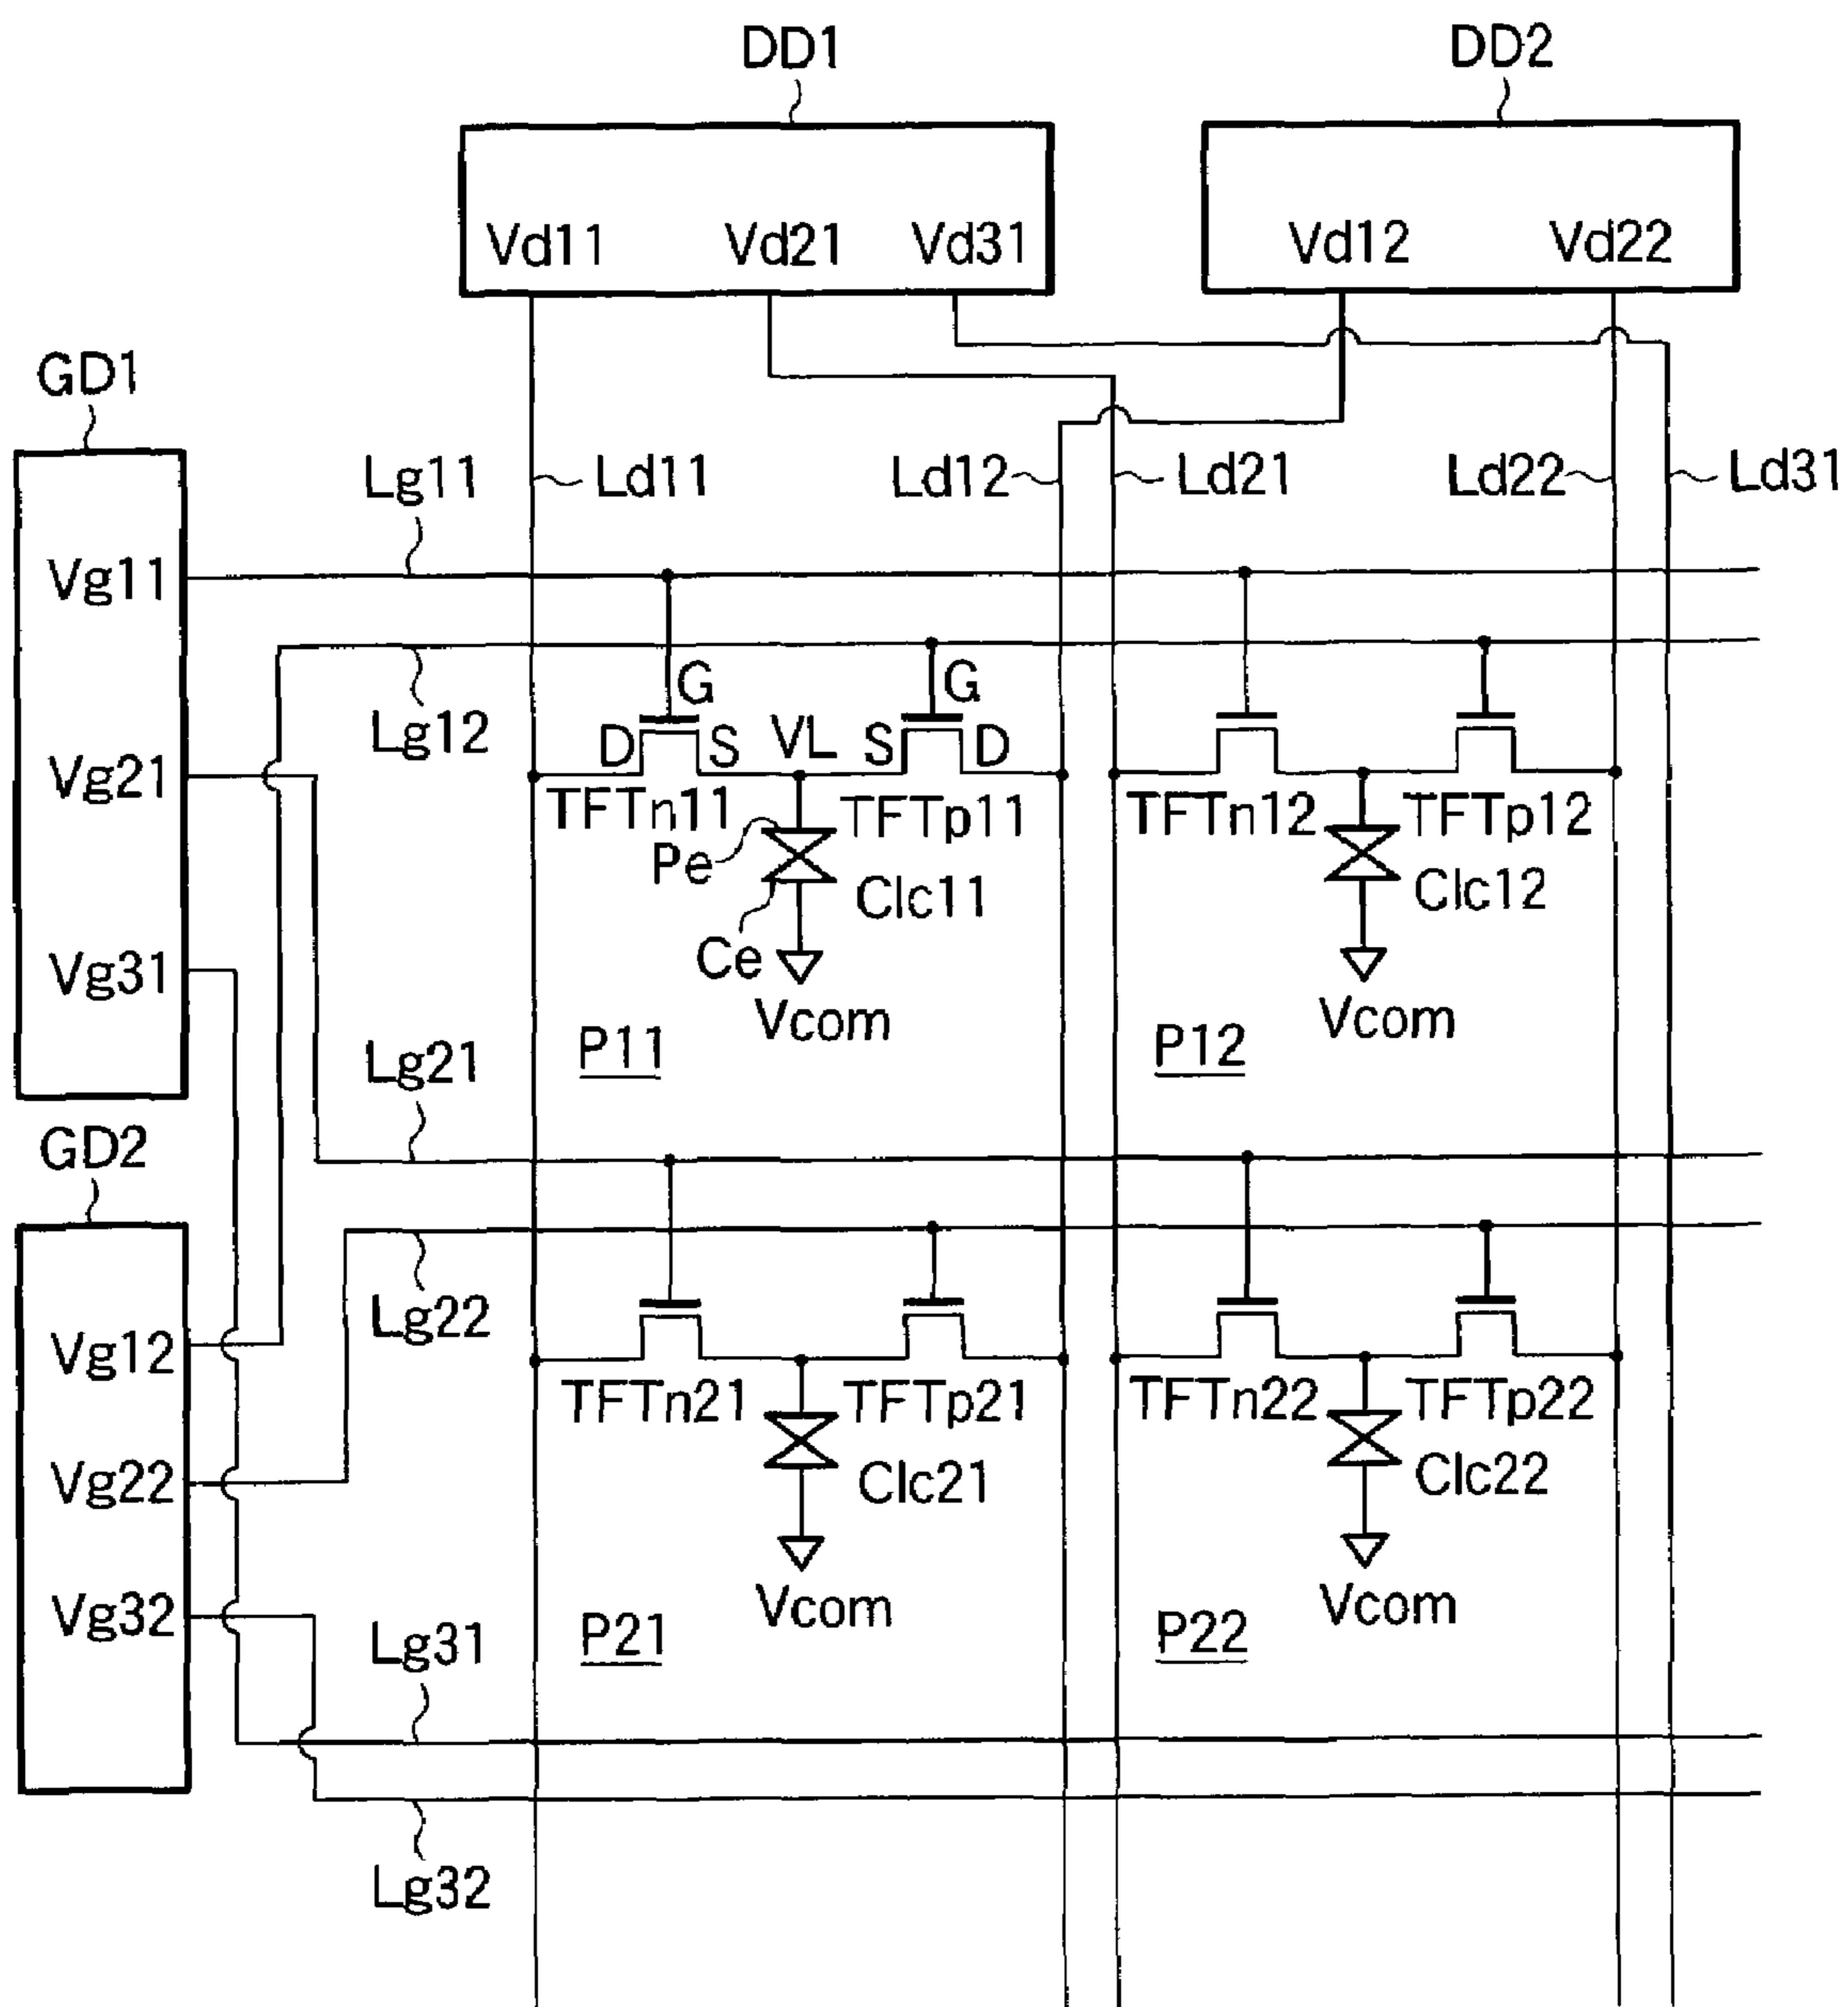 DD1 DD2
Vd11 Vd21 Vd31 Vd12 Vd22
GD1
Lg11 Ld11 Ld12 Ld21 Ld22 Ld31
Vg11
G G
Lg12 D S VL S D
Vg21
TFTn11 TFTp11 TFTn12 TFTp12
Pe Clc11 Clc12
Vg31 Ce
Vcom Vcom
Lg21 P11 P12
GD2
Lg22
Vg12
TFTn21 TFTp21 TFTn22 TFTp22
Vg22 Clc21 Clc22
Vg32 Vcom Vcom
Lg31 P21 P22
Lg32